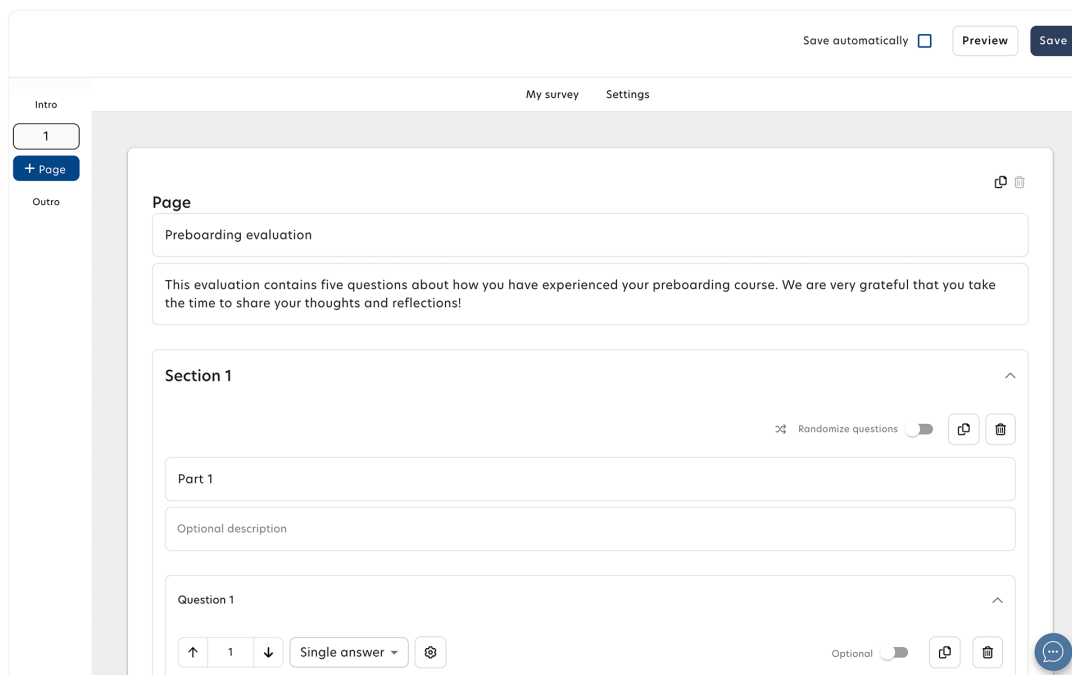 Save automatically
Preview
Save
My survey
Settings
Intro
1
+ Page
Outro
Page
Preboarding evaluation
This evaluation contains five questions about how you have experienced your preboarding course. We are very grateful that you take
the time to share your thoughts and reflections!
Section 1
Randomize questions
Part 1
Optional description
Question 1
1
Single answer
Optional